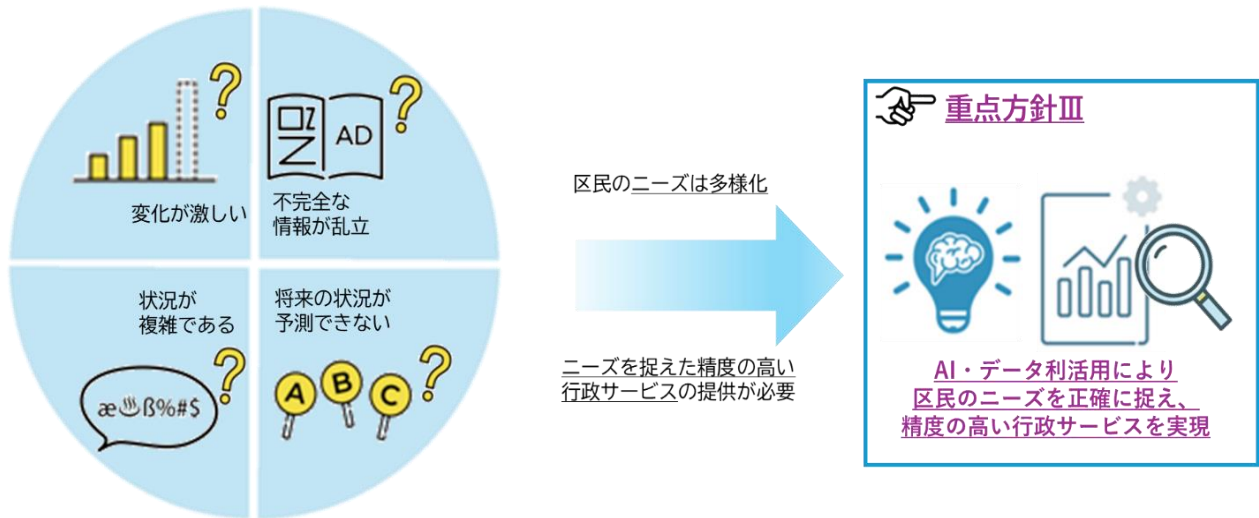 変化が激しい
AD
不完全な
情報が乱立
状況が
複雑である
æ♨ß%#$
将来の状況が
予測できない
A
B
C
?
?
?
?
区民のニーズは多様化
ニーズを捉えた精度の高い
行政サービスの提供が必要
重点方針Ⅲ
AI・データ利活用により
区民のニーズを正確に捉え、
精度の高い行政サービスを実現